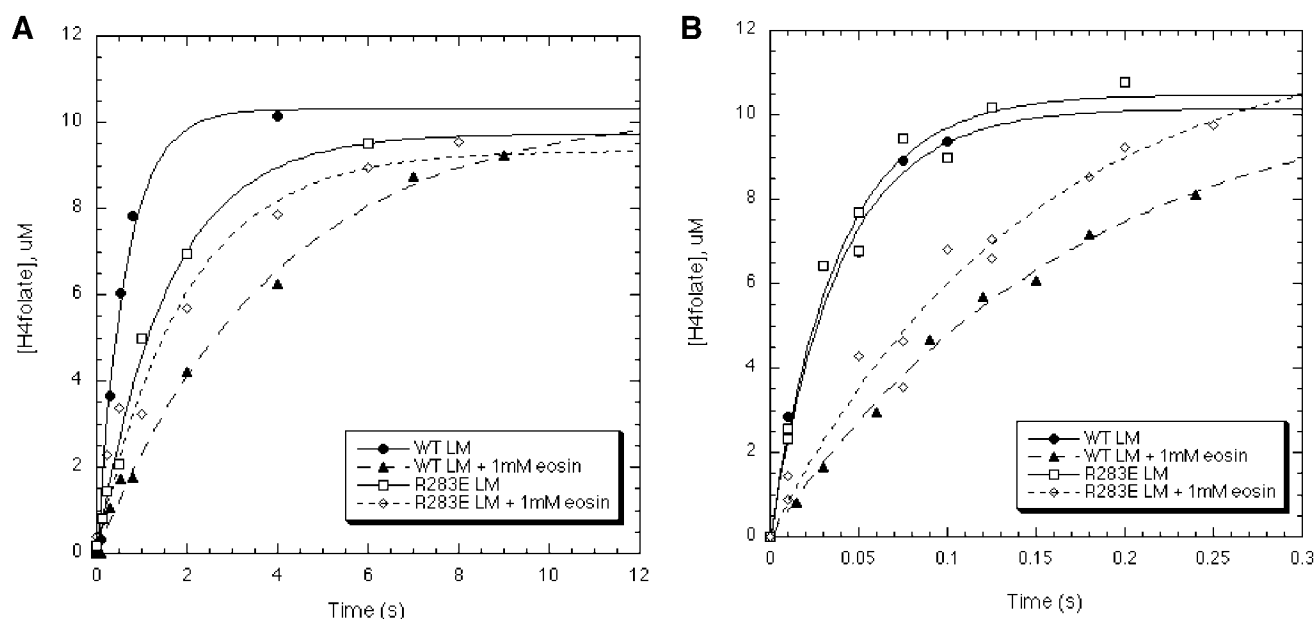 A
12
10
8
6
4
2
0
[H4folate], uM
0 2 4 6 8 10 12
Time (s)
WT LM
WT LM + 1mM eosin
R283E LM
R283E LM + 1mM eosin
B
12
10
8
6
4
2
0
[H4folate], uM
0 0.05 0.1 0.15 0.2 0.25 0.3
Time (s)
WT LM
WT LM + 1mM eosin
R283E LM
R283E LM + 1mM eosin